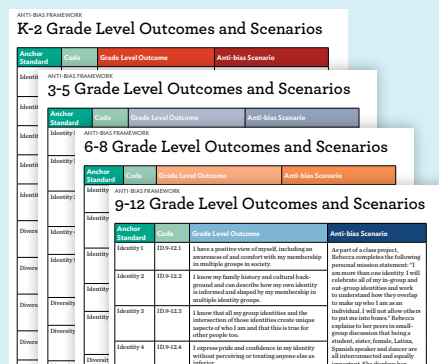 ANTI-BIAS FRAMEWORK
K-2 Grade Level Outcomes and Scenarios
Anchor Standard Code Grade Level Outcome Anti-bias Scenario
ANTI-BIAS FRAMEWORK
3-5 Grade Level Outcomes and Scenarios
Anchor Standard Code Grade Level Outcome Anti-bias Scenario
ANTI-BIAS FRAMEWORK
6-8 Grade Level Outcomes and Scenarios
Anchor Standard Code Grade Level Outcome Anti-bias Scenario
ANTI-BIAS FRAMEWORK
9-12 Grade Level Outcomes and Scenarios
Anchor Standard Code Grade Level Outcome Anti-bias Scenario
Identity 1 ID.9-12.1
I have a positive view of myself, including an
awareness of and comfort with my membership
in multiple groups in society.
Identity 2 ID.9-12.2
I know my family history and cultural back-
ground and can describe how my own identity
is informed and shaped by my membership in
multiple identity groups.
Identity 3 ID.9-12.3
I know that all my group identities and the
intersection of those identities create unique
aspects of who I am and that this is true for
other people too.
Identity 4 ID.9-12.4
I express pride and confidence in my identity
without perceiving or treating anyone else as
inferior.
As part of a class project,
Rebecca completes the following
personal mission statement: “I
am more than one identity. I will
celebrate all of my in-group and
out-group identities and work
to understand how they overlap
to make up who I am as an
individual. I will not allow others
to put me into boxes.” Rebecca
explains to her peers in small-
group discussion that being a
student, sister, female, Latina,
Spanish speaker and dancer are
all interconnected and equally